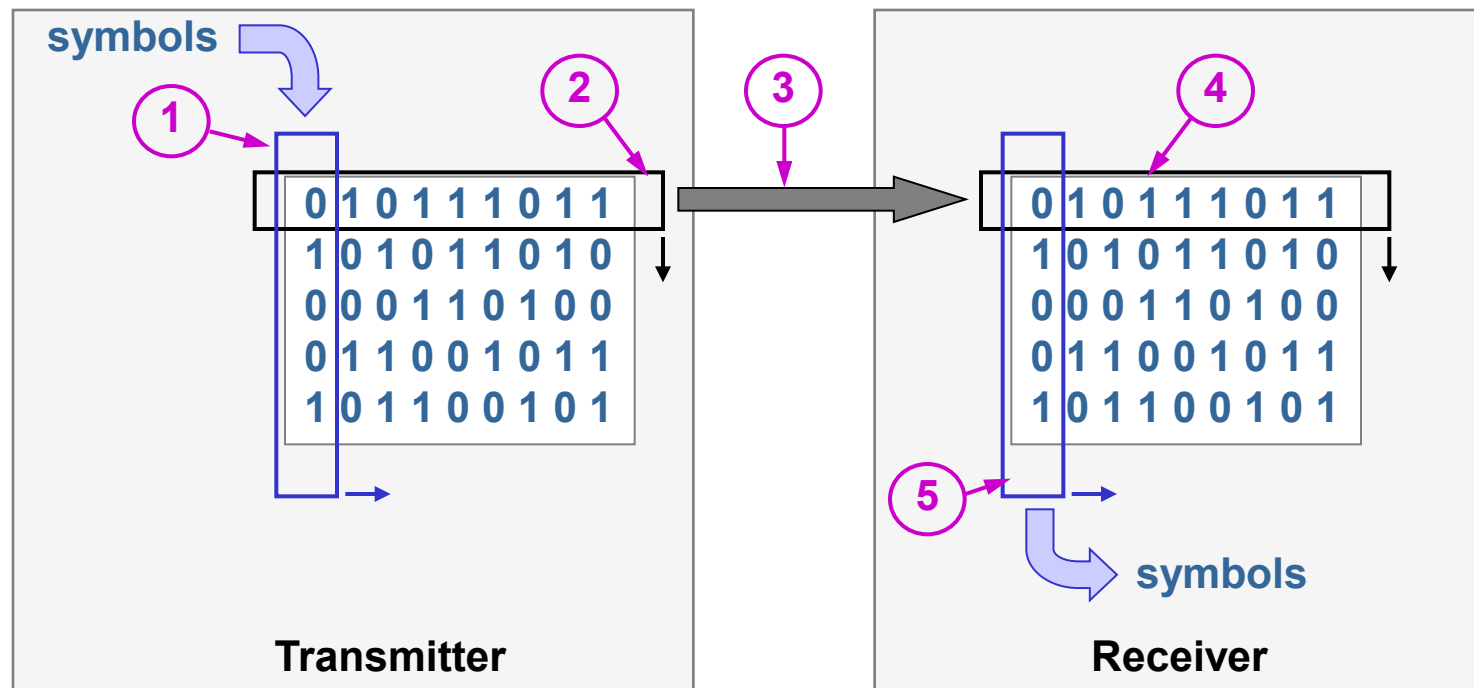 symbols
1
2
3
4
0 1 0 1 1 1 0 1 1
1 0 1 0 1 1 0 1 0
0 0 0 1 1 0 1 0 0
0 1 1 0 0 1 0 1 1
1 0 1 1 0 0 1 0 1
0 1 0 1 1 1 0 1 1
1 0 1 0 1 1 0 1 0
0 0 0 1 1 0 1 0 0
0 1 1 0 0 1 0 1 1
1 0 1 1 0 0 1 0 1
5
symbols
Transmitter
Receiver